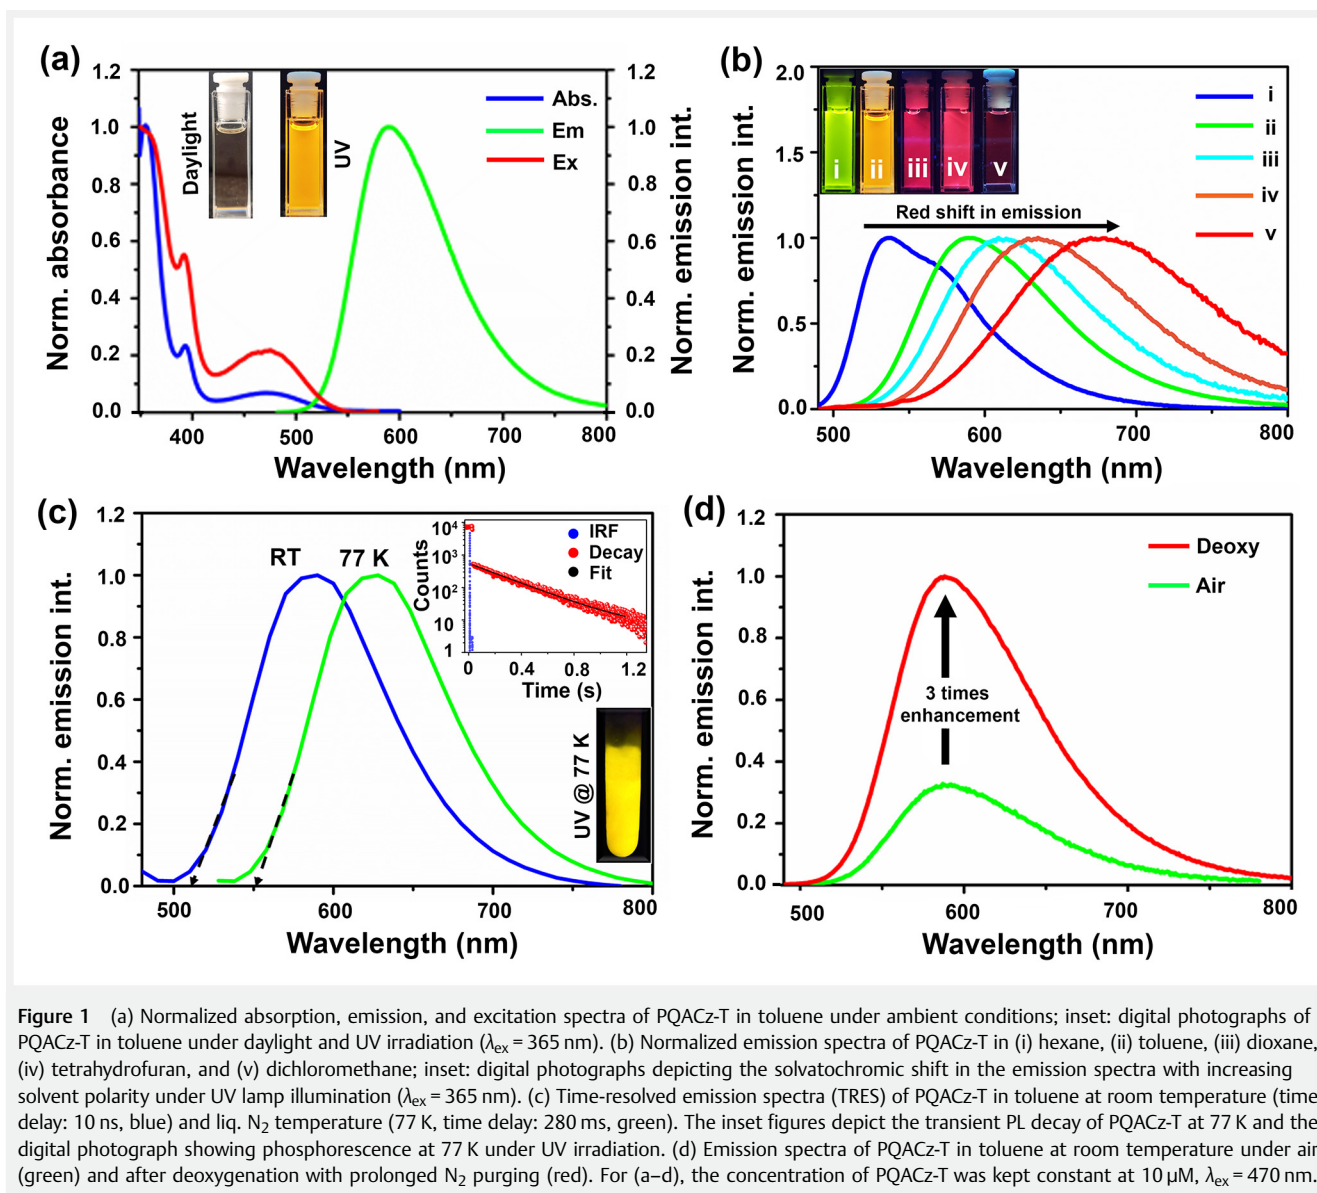 (a)
1.2
1.0
0.8
0.6
0.4
0.2
0.0
Norm. absorbance
Daylight
UV
Abs.
Em
Ex
1.2
1.0
0.8
0.6
0.4
0.2
0.0
Norm. emission int.
400 500 600 700 800
Wavelength (nm)
(b)
2.0
1.5
1.0
0.5
0.0
Norm. emission int.
i ii iii iv v
i
ii
iii
iv
v
Red shift in emission
500 600 700 800
Wavelength (nm)
(c)
1.2
1.0
0.8
0.6
0.4
0.2
0.0
Norm. emission int.
RT 77 K
10⁴
10³
10²
10
1
Counts
IRF
Decay
Fit
0 0.4 0.8 1.2
Time (s)
UV @ 77 K
500 600 700 800
Wavelength (nm)
(d)
1.2
1.0
0.8
0.6
0.4
0.2
0.0
Norm. emission int.
Deoxy
Air
3 times
enhancement
500 600 700 800
Wavelength (nm)
Figure 1 (a) Normalized absorption, emission, and excitation spectra of PQACz-T in toluene under ambient conditions; inset: digital photographs of
PQACz-T in toluene under daylight and UV irradiation (λex = 365 nm). (b) Normalized emission spectra of PQACz-T in (i) hexane, (ii) toluene, (iii) dioxane,
(iv) tetrahydrofuran, and (v) dichloromethane; inset: digital photographs depicting the solvatochromic shift in the emission spectra with increasing
solvent polarity under UV lamp illumination (λex = 365 nm). (c) Time-resolved emission spectra (TRES) of PQACz-T in toluene at room temperature (time
delay: 10 ns, blue) and liq. N₂ temperature (77 K, time delay: 280 ms, green). The inset figures depict the transient PL decay of PQACz-T at 77 K and the
digital photograph showing phosphorescence at 77 K under UV irradiation. (d) Emission spectra of PQACz-T in toluene at room temperature under air
(green) and after deoxygenation with prolonged N₂ purging (red). For (a–d), the concentration of PQACz-T was kept constant at 10 µM, λex = 470 nm.